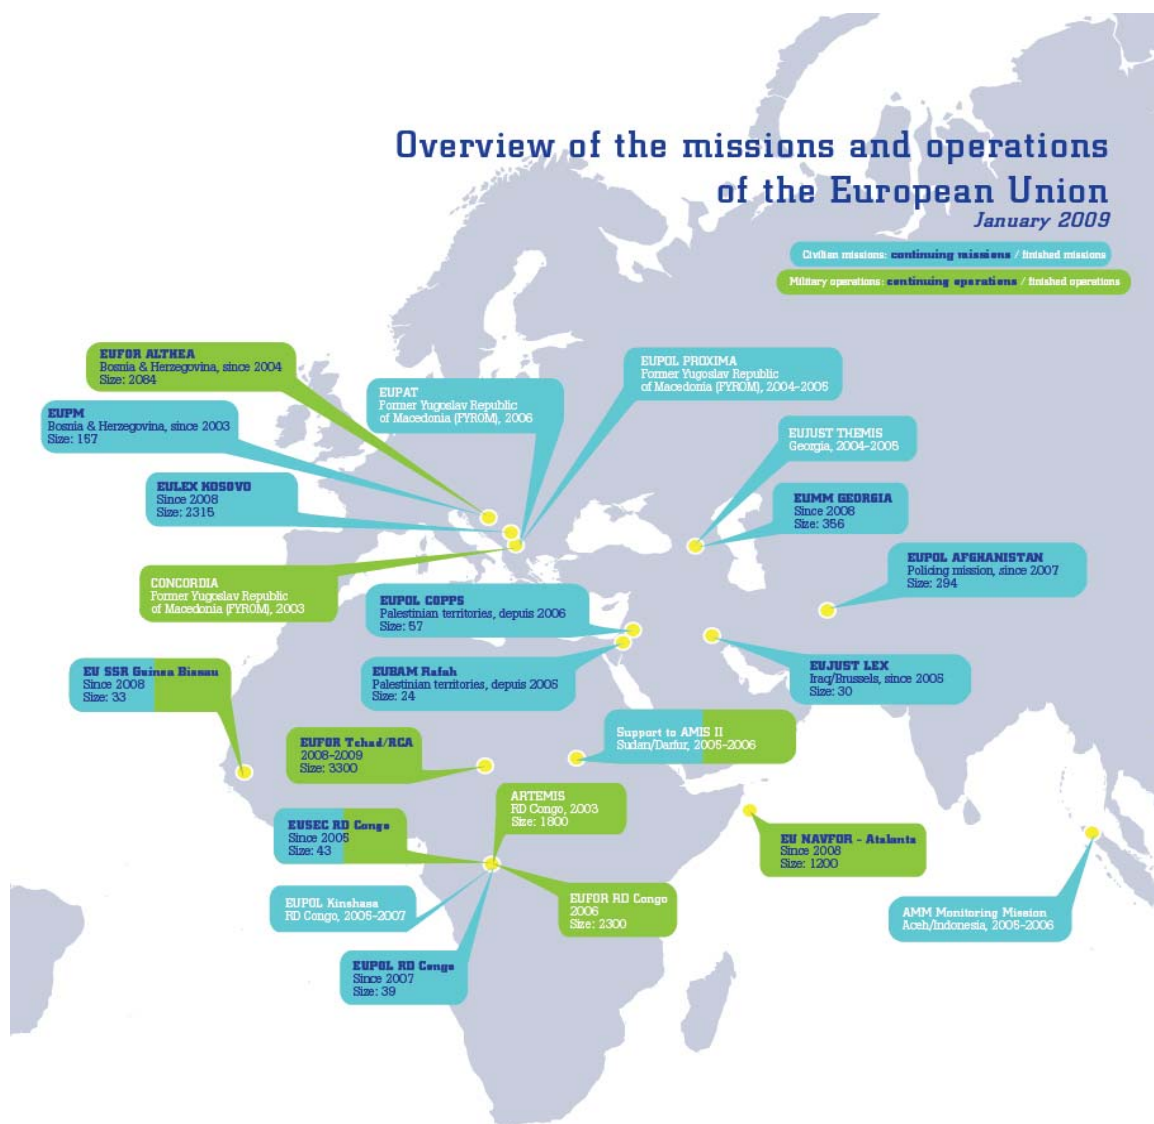 Overview of the missions and operations
of the European Union
January 2009
Civilian missions: continuing missions / finished missions
Military operations: continuing operations / finished operations
EUFOR ALTHEA
Bosnia & Herzegovina, since 2004
Size: 2084
EUPM
Bosnia & Herzegovina, since 2003
Size: 157
EUPAT
Former Yugoslav Republic
of Macedonia (FYROM), 2006
EUPOL PROXIMA
Former Yugoslav Republic
of Macedonia (FYROM), 2004-2005
EUJUST THEMIS
Georgia, 2004-2005
EULEX KOSOVO
Since 2008
Size: 2315
EUMM GEORGIA
Since 2008
Size: 356
EUPOL AFGHANISTAN
Policing mission, since 2007
Size: 294
CONCORDIA
Former Yugoslav Republic
of Macedonia (FYROM), 2003
EUPOL COPPS
Palestinian territories, depuis 2006
Size: 57
EUBAM Rafah
Palestinian territories, depuis 2005
Size: 24
EUJUST LEX
Iraq/Brussels, since 2005
Size: 30
EU SSR Guinea Bissau
Since 2008
Size: 33
EUFOR Tchad/RCA
2008-2009
Size: 3300
Support to AMIS II
Sudan/Darfur, 2005-2006
ARTEMIS
RD Congo, 2003
Size: 1800
EUSEC RD Congo
Since 2005
Size: 43
EU NAVFOR - Atalanta
Since 2008
Size: 1200
EUPOL Kinshasa
RD Congo, 2005-2007
EUFOR RD Congo
2006
Size: 2300
AMM Monitoring Mission
Aceh/Indonesia, 2005-2006
EUPOL RD Congo
Since 2007
Size: 39